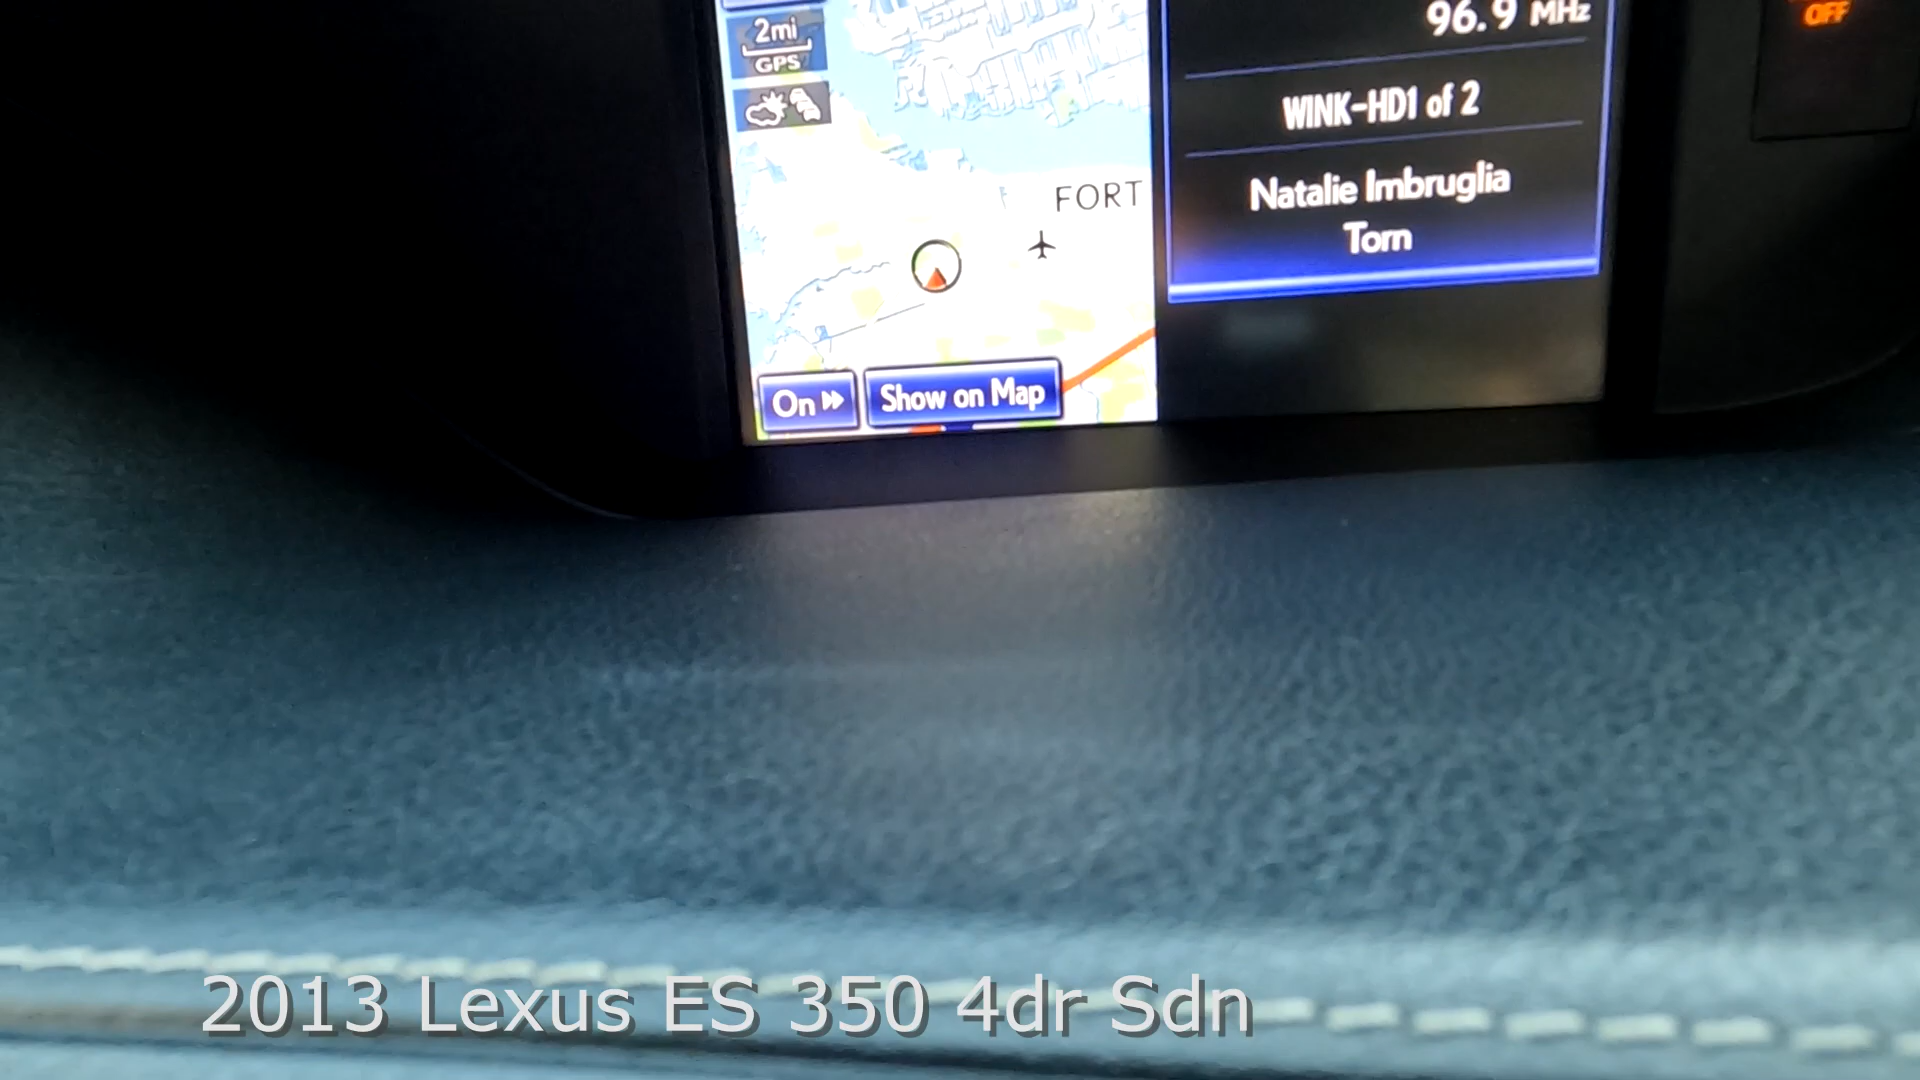 2mi
GPS
FORT
On
Show on Map
96.9 MHz
WINK-HD1 of 2
Natalie Imbruglia
Torn
OFF
2013 Lexus ES 350 4dr Sdn